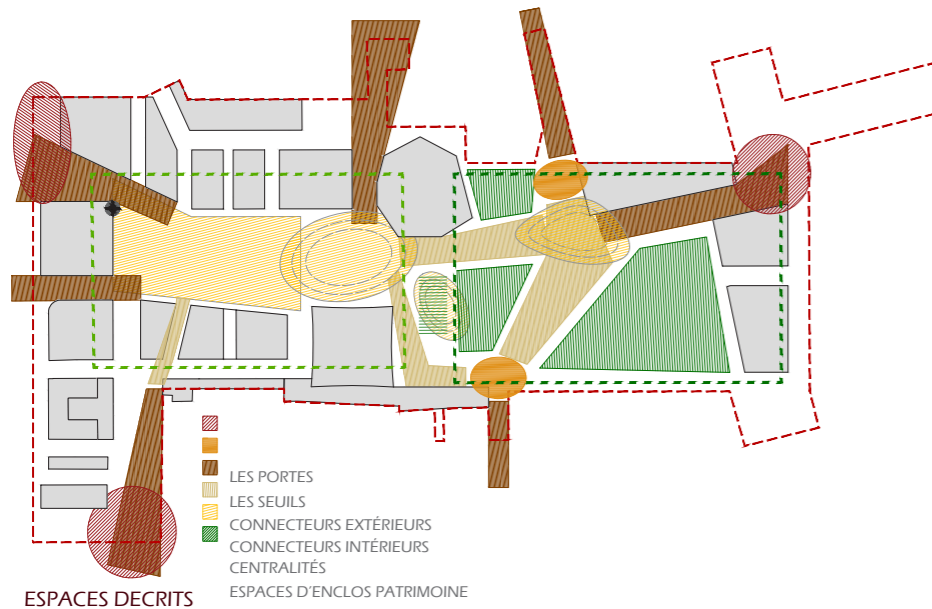 LES PORTES
LES SEUILS
CONNECTEURS EXTÉRIEURS
CONNECTEURS INTÉRIEURS
CENTRALITÉS
ESPACES D'ENCLOS PATRIMOINE
ESPACES DECRITS